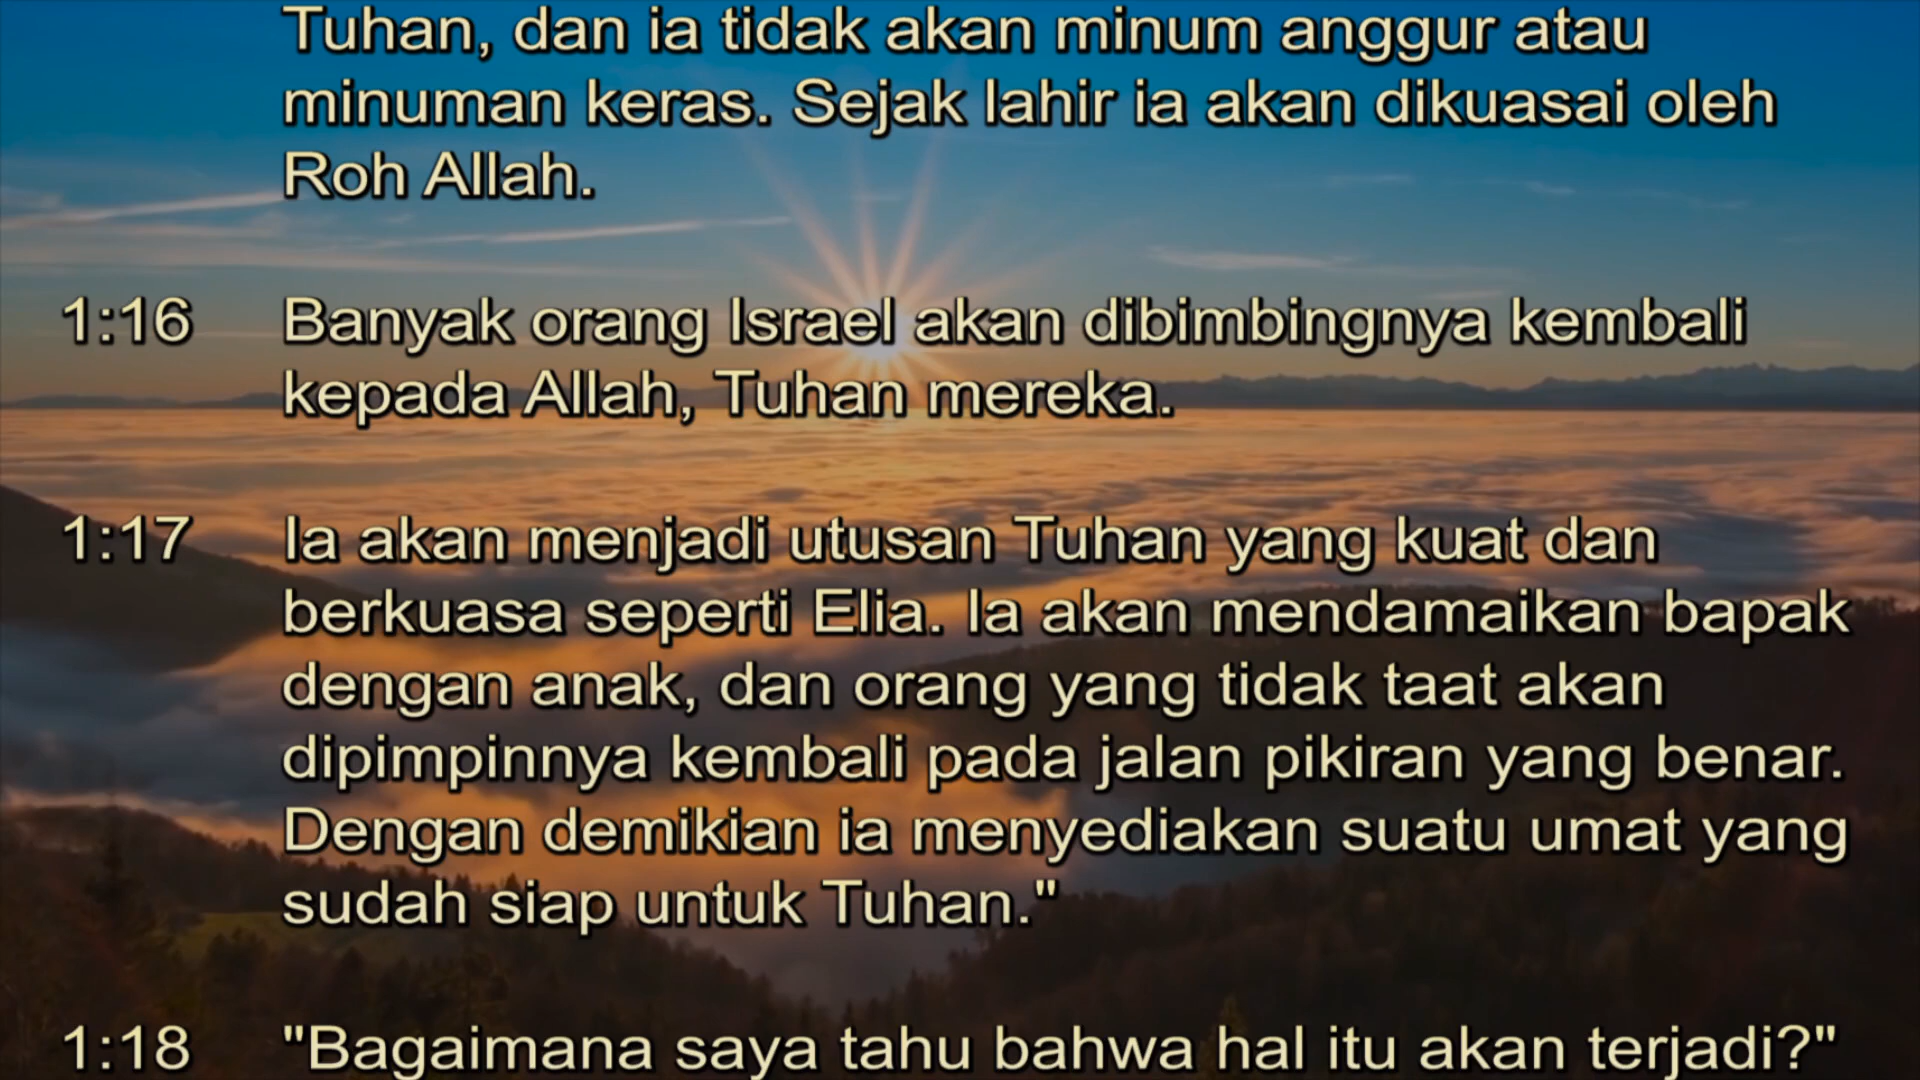 Tuhan, dan ia tidak akan minum anggur atau
minuman keras. Sejak lahir ia akan dikuasai oleh
Roh Allah.
1:16 Banyak orang Israel akan dibimbingnya kembali
kepada Allah, Tuhan mereka.
1:17 Ia akan menjadi utusan Tuhan yang kuat dan
berkuasa seperti Elia. Ia akan mendamaikan bapak
dengan anak, dan orang yang tidak taat akan
dipimpinnya kembali pada jalan pikiran yang benar.
Dengan demikian ia menyediakan suatu umat yang
sudah siap untuk Tuhan."
1:18 "Bagaimana saya tahu bahwa hal itu akan terjadi?"